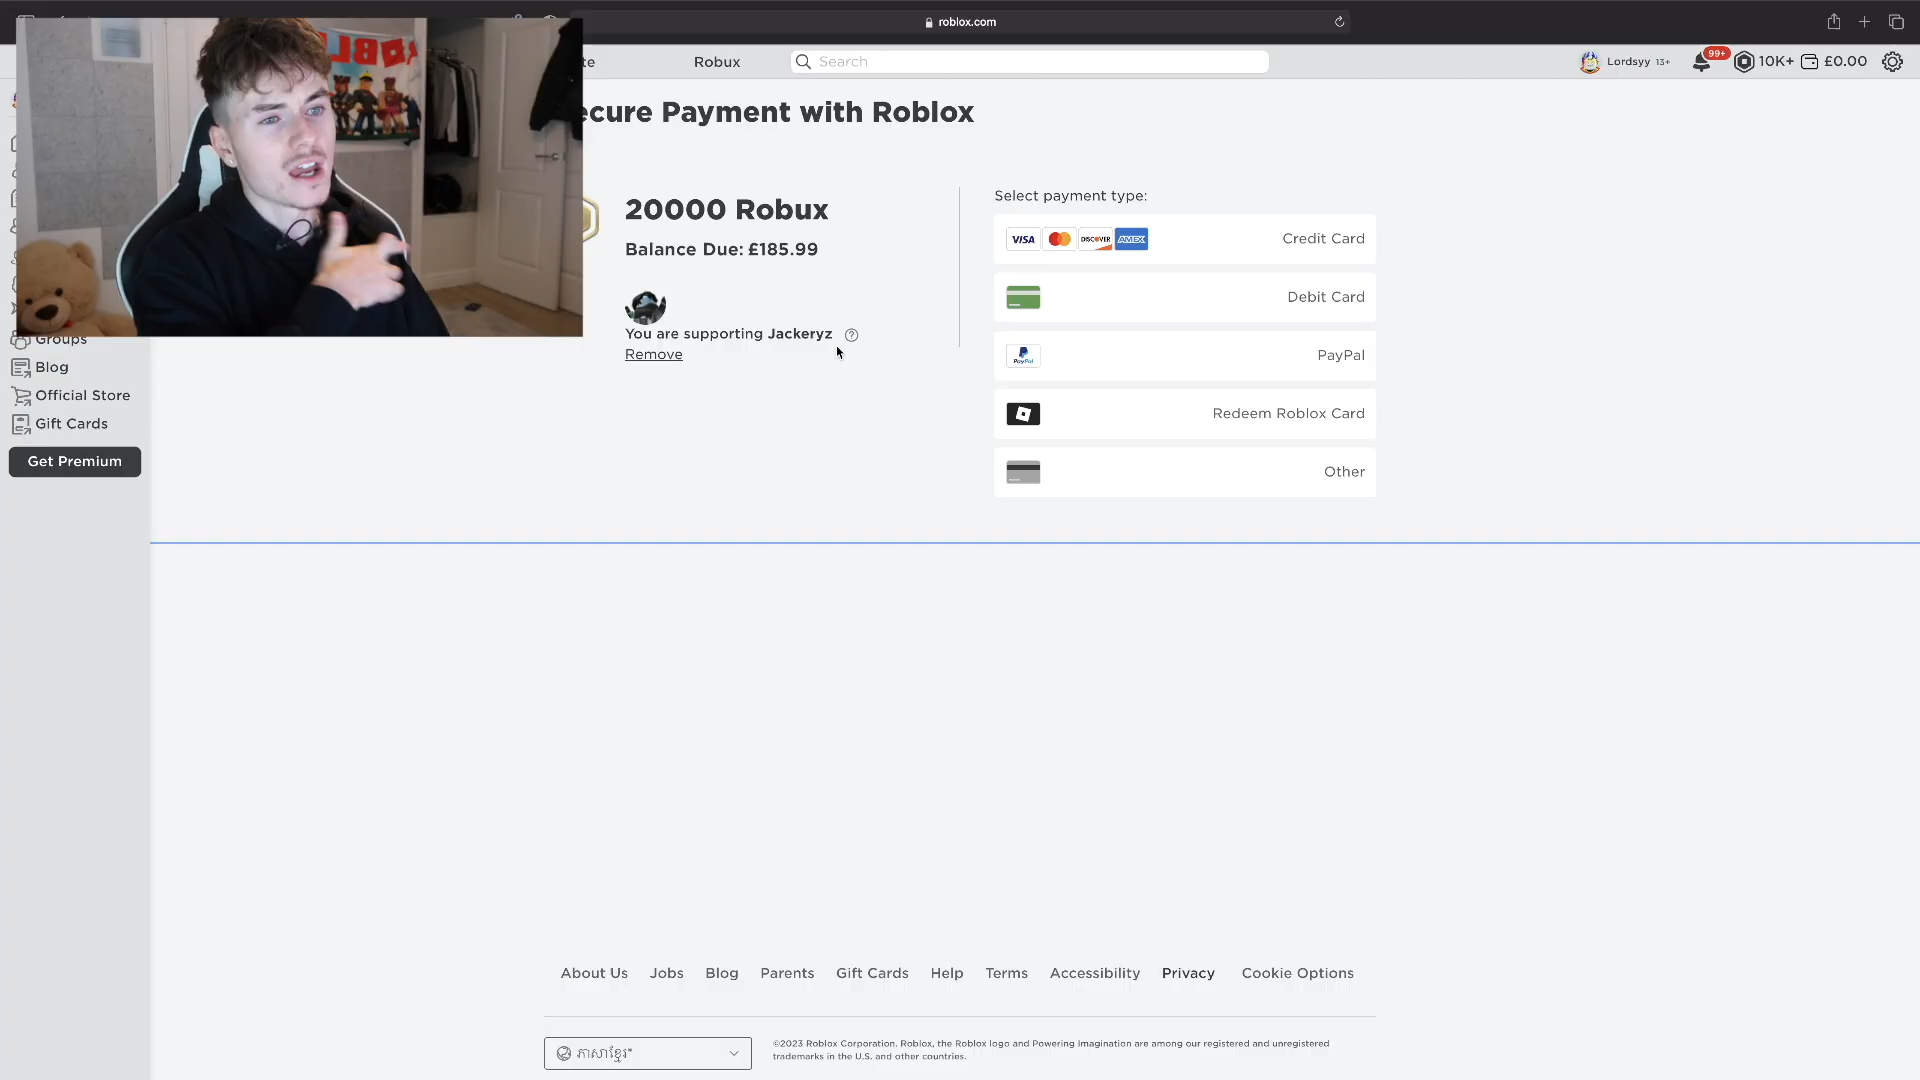 roblox.com
Robux
Search
Lordsyy 13+
99+
10K+
£0.00
ecure Payment with Roblox
20000 Robux
Balance Due: £185.99
You are supporting Jackeryz
Remove
Select payment type:
VISA DISCOVER AMEX Credit Card
Debit Card
PayPal PayPal
Redeem Roblox Card
Other
Groups
Blog
Official Store
Gift Cards
Get Premium
About Us Jobs Blog Parents Gift Cards Help Terms Accessibility Privacy Cookie Options
ភាសាខ្មែរ*
©2023 Roblox Corporation. Roblox, the Roblox logo and Powering Imagination are among our registered and unregistered
trademarks in the U.S. and other countries.